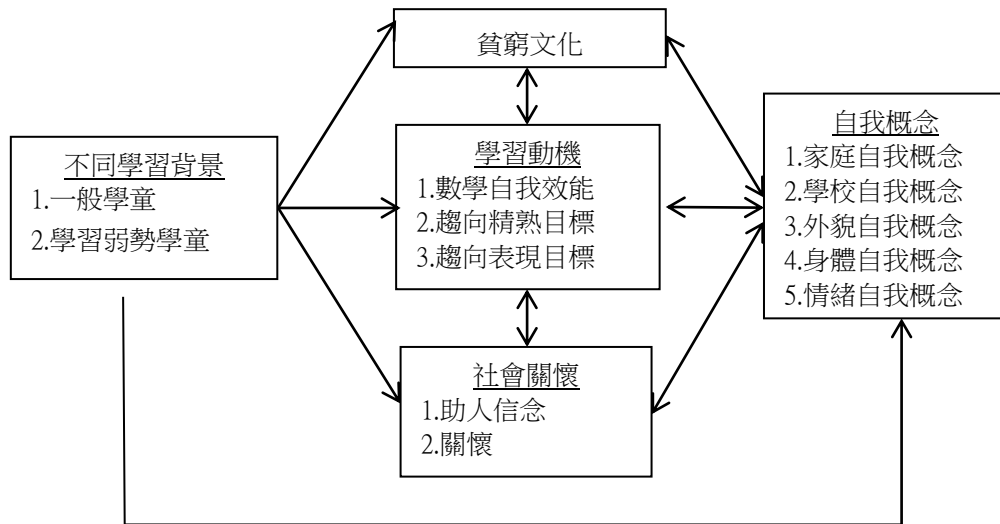 貧窮文化
不同學習背景
1.一般學童
2.學習弱勢學童
學習動機
1.數學自我效能
2.趨向精熟目標
3.趨向表現目標
自我概念
1.家庭自我概念
2.學校自我概念
3.外貌自我概念
4.身體自我概念
5.情緒自我概念
社會關懷
1.助人信念
2.關懷